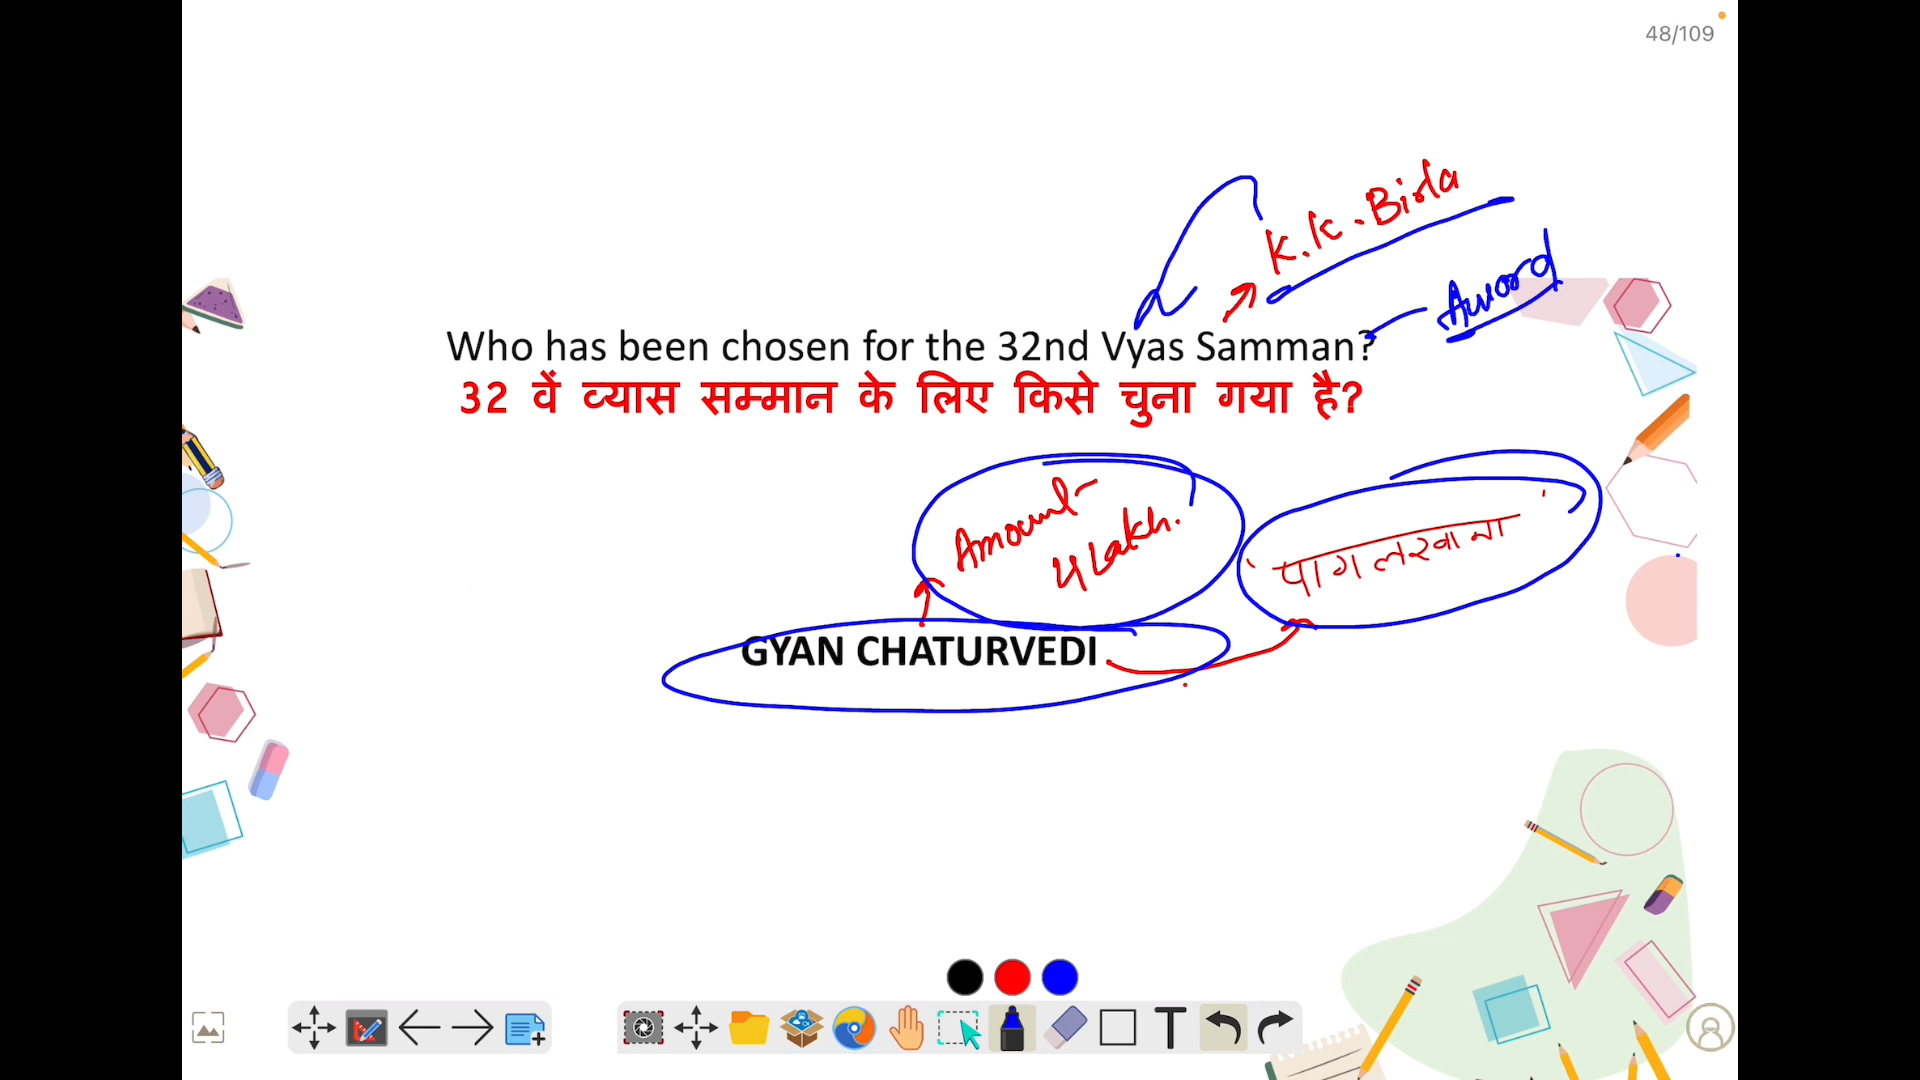 48/109
K.K.Birla
Award
Who has been chosen for the 32nd Vyas Samman?
32 वें व्यास सम्मान के लिए किसे चुना गया है?
Amount-
4 Lakh.
पागलखाना
GYAN CHATURVEDI
T